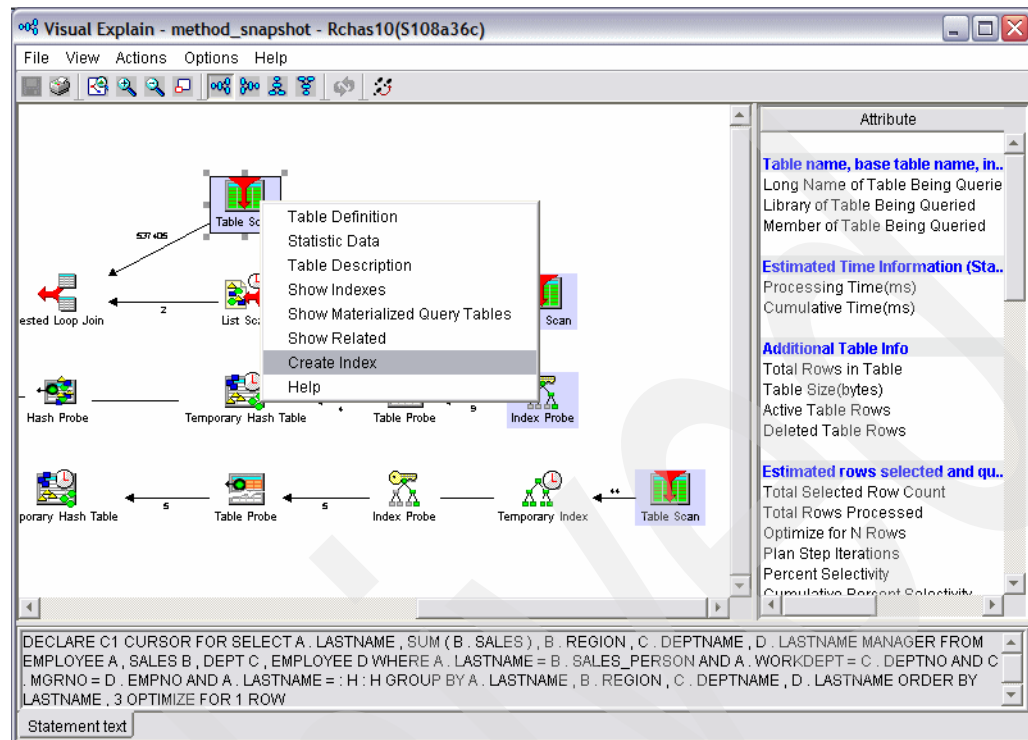 Visual Explain - method_snapshot - Rchas10(S108a36c)
File View Actions Options Help
Attribute
Table name, base table name, in..
Long Name of Table Being Querie
Library of Table Being Queried
Member of Table Being Queried
Estimated Time Information (Sta..
Processing Time(ms)
Cumulative Time(ms)
Additional Table Info
Total Rows in Table
Table Size(bytes)
Active Table Rows
Deleted Table Rows
Estimated rows selected and qu..
Total Selected Row Count
Total Rows Processed
Optimize for N Rows
Plan Step Iterations
Percent Selectivity
Cumulative Percent Selectivity
Table Sc
537406
Table Definition
Statistic Data
Table Description
Show Indexes
Show Materialized Query Tables
Show Related
Create Index
Help
ested Loop Join
2
List Sc
Scan
Hash Probe
Temporary Hash Table
4
Table Probe
9
Index Probe
porary Hash Table
5
Table Probe
5
Index Probe
Temporary Index
44
Table Scan
DECLARE C1 CURSOR FOR SELECT A . LASTNAME , SUM ( B . SALES ) , B . REGION , C . DEPTNAME , D . LASTNAME MANAGER FROM
EMPLOYEE A , SALES B , DEPT C , EMPLOYEE D WHERE A . LASTNAME = B . SALES_PERSON AND A . WORKDEPT = C . DEPTNO AND C
. MGRNO = D . EMPNO AND A . LASTNAME = : H : H GROUP BY A . LASTNAME , B . REGION , C . DEPTNAME , D . LASTNAME ORDER BY
LASTNAME , 3 OPTIMIZE FOR 1 ROW
Statement text